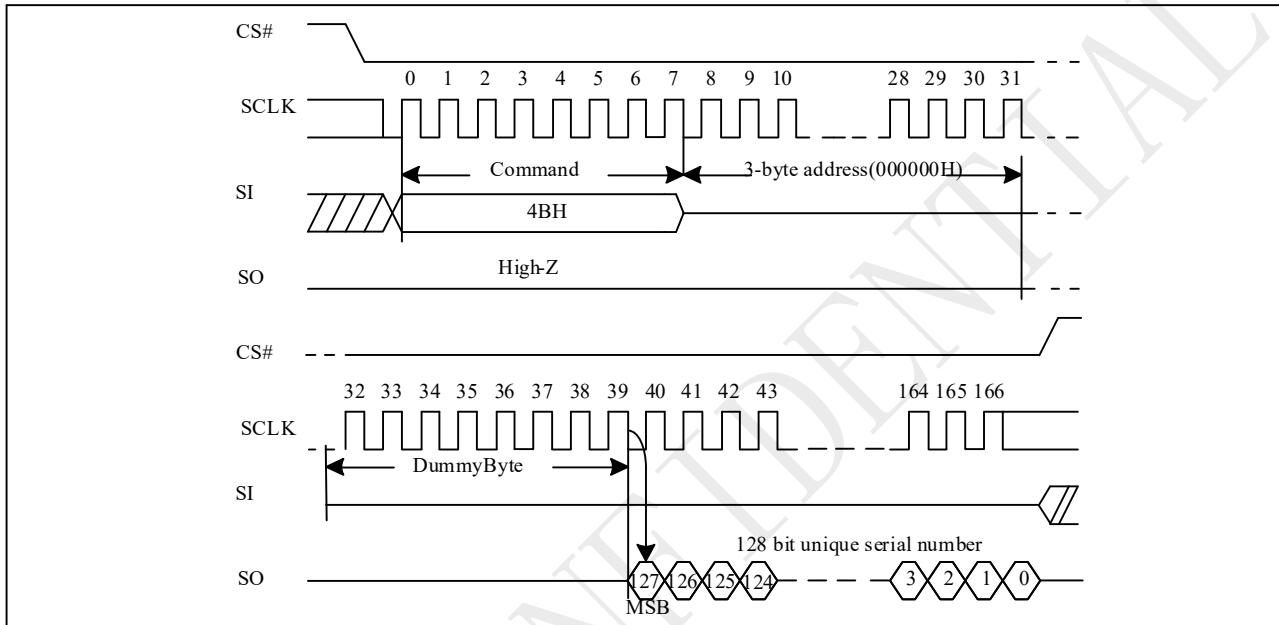 CS#
0 1 2 3 4 5 6 7 8 9 10 28 29 30 31
SCLK
Command 3-byte address(000000H)
SI
4BH
High-Z
SO
CS#
32 33 34 35 36 37 38 39 40 41 42 43 164 165 166
SCLK
DummyByte
SI
128 bit unique serial number
SO 127 126 125 124 3 2 1 0
MSB
FIDENTIAL